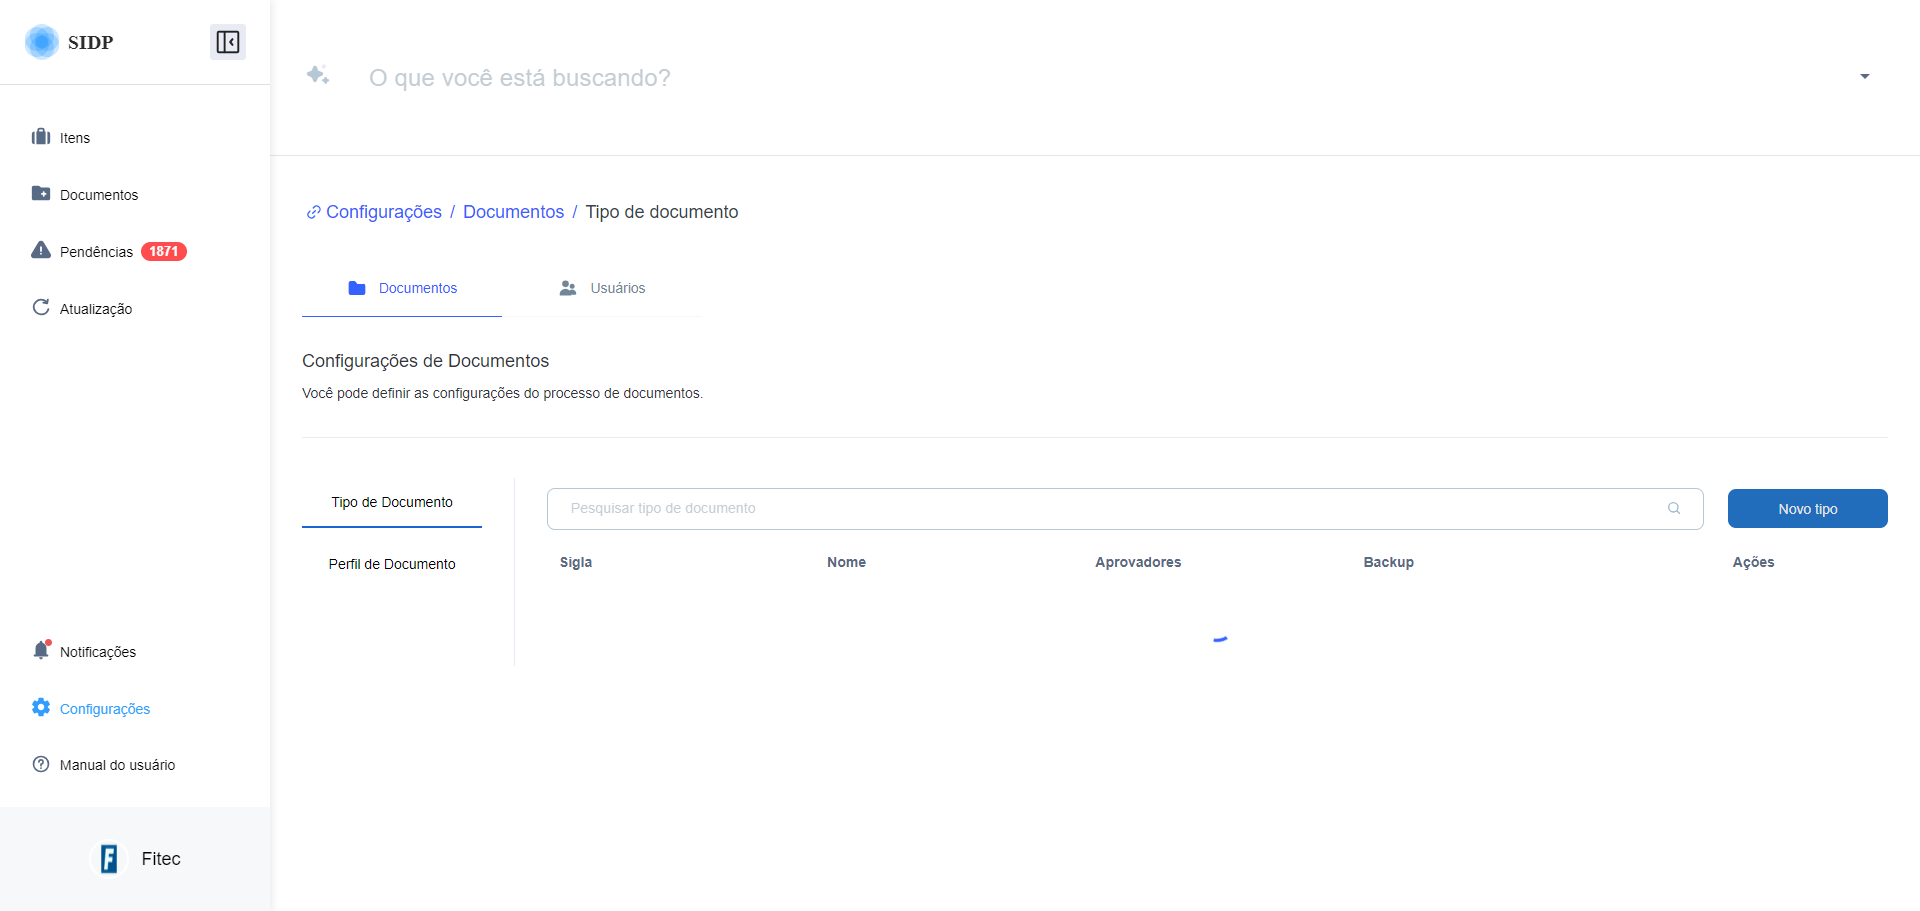 SIDP
O que você está buscando?
Itens
Documentos
Pendências 1871
Atualização
Configurações / Documentos / Tipo de documento
Documentos
Usuários
Configurações de Documentos
Você pode definir as configurações do processo de documentos.
Tipo de Documento
Perfil de Documento
Pesquisar tipo de documento
Novo tipo
Sigla Nome Aprovadores Backup Ações
Notificações
Configurações
Manual do usuário
F Fitec